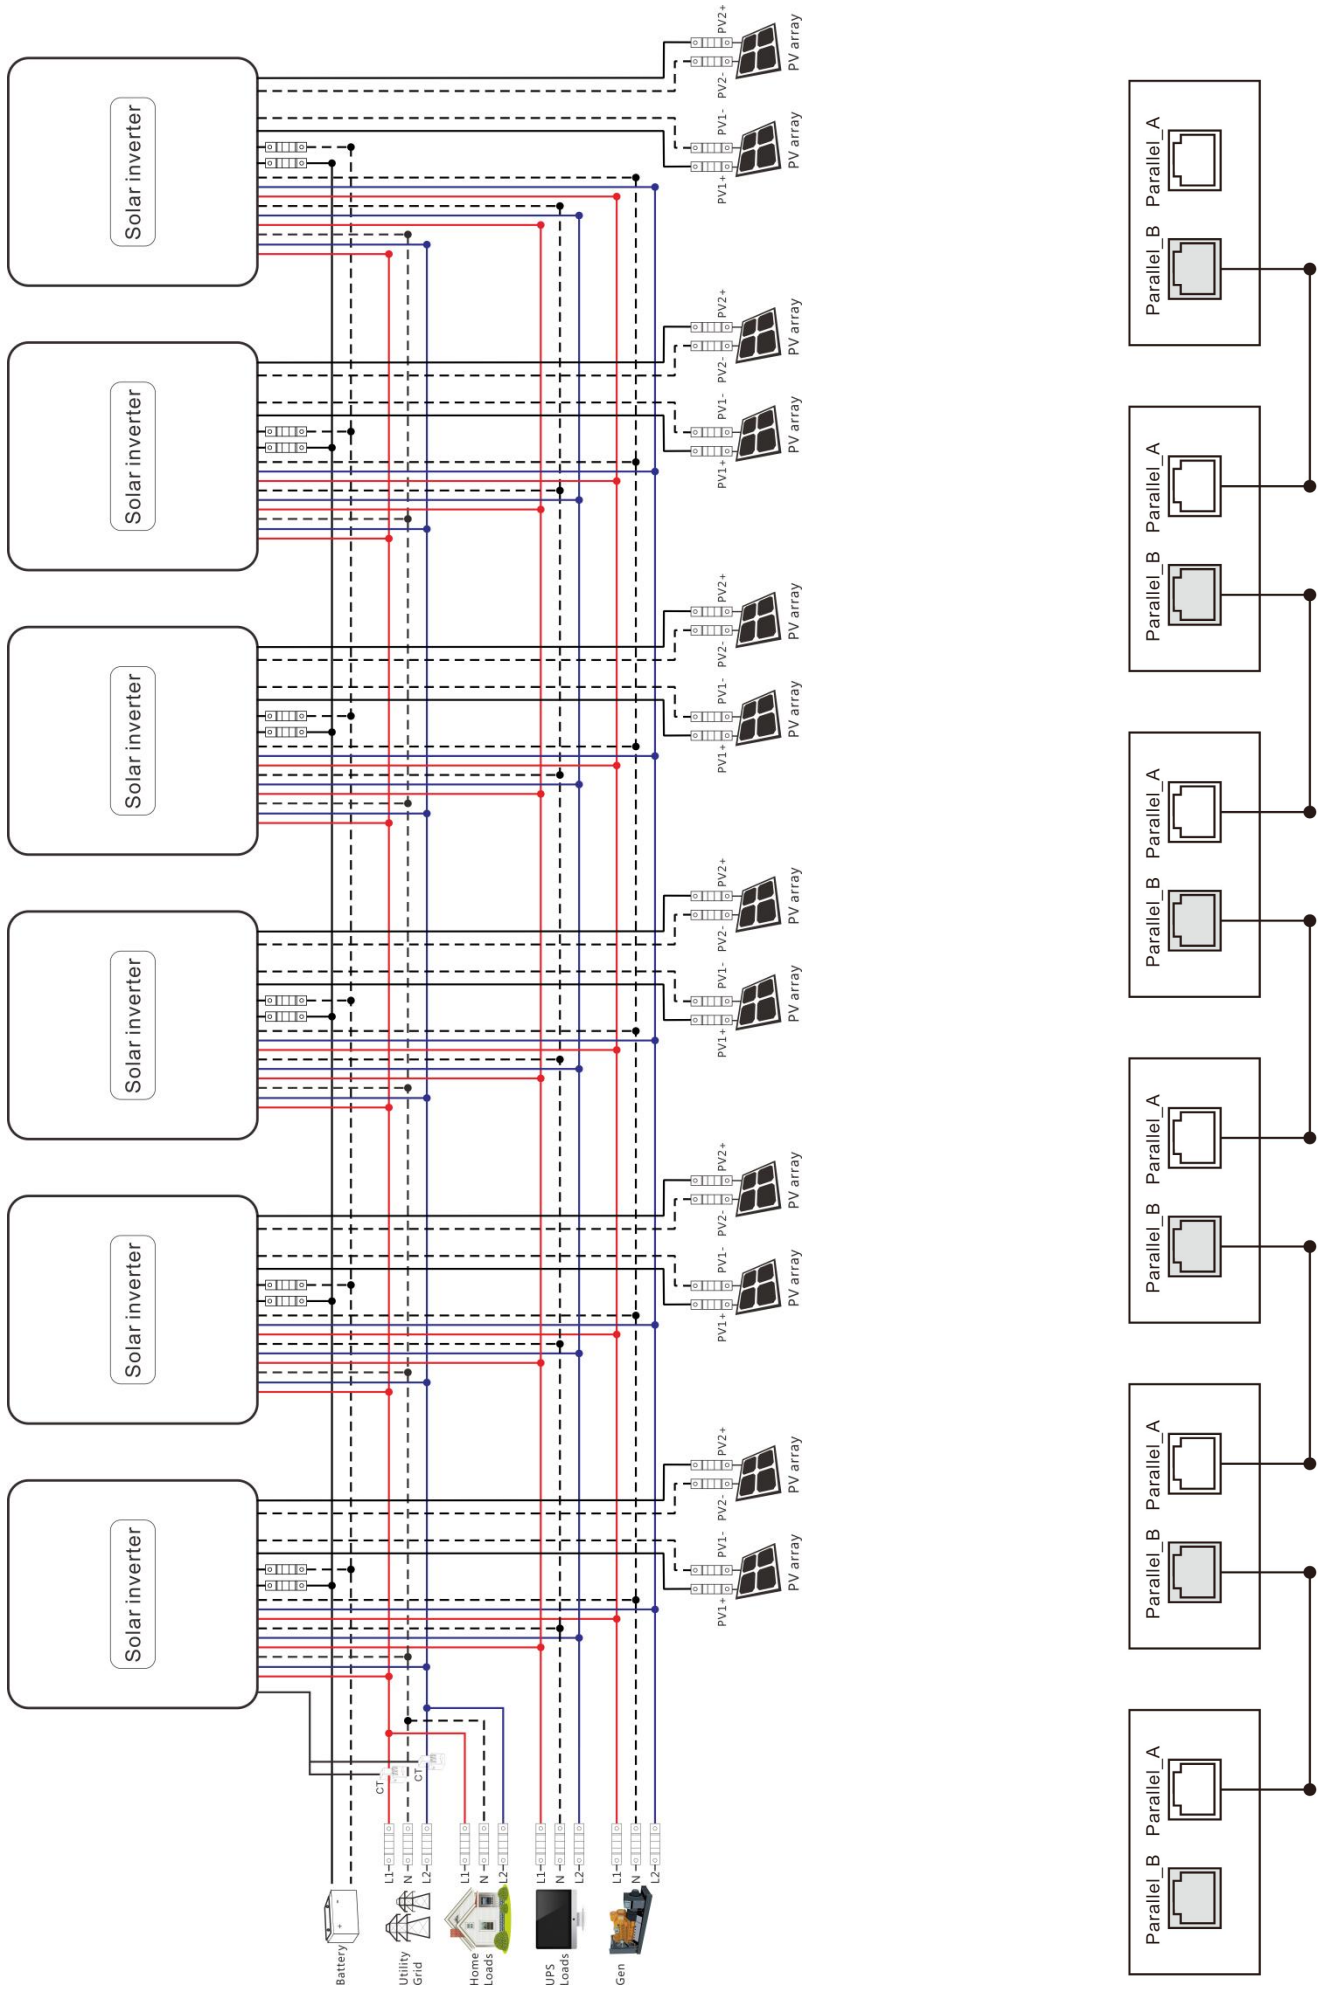 Solar inverter
Solar inverter
Solar inverter
Solar inverter
Solar inverter
Solar inverter
Battery
CT
CT
Utility
Grid
L1
N
L2
Home
Loads
L1
N
L2
UPS
Loads
L1
N
L2
Gen
L1
N
L2
PV1+ PV1- PV2- PV2+
PV array PV array
PV1+ PV1- PV2- PV2+
PV array PV array
PV1+ PV1- PV2- PV2+
PV array PV array
PV1+ PV1- PV2- PV2+
PV array PV array
PV1+ PV1- PV2- PV2+
PV array PV array
PV1+ PV1- PV2- PV2+
PV array PV array
Parallel_B Parallel_A
Parallel_B Parallel_A
Parallel_B Parallel_A
Parallel_B Parallel_A
Parallel_B Parallel_A
Parallel_B Parallel_A